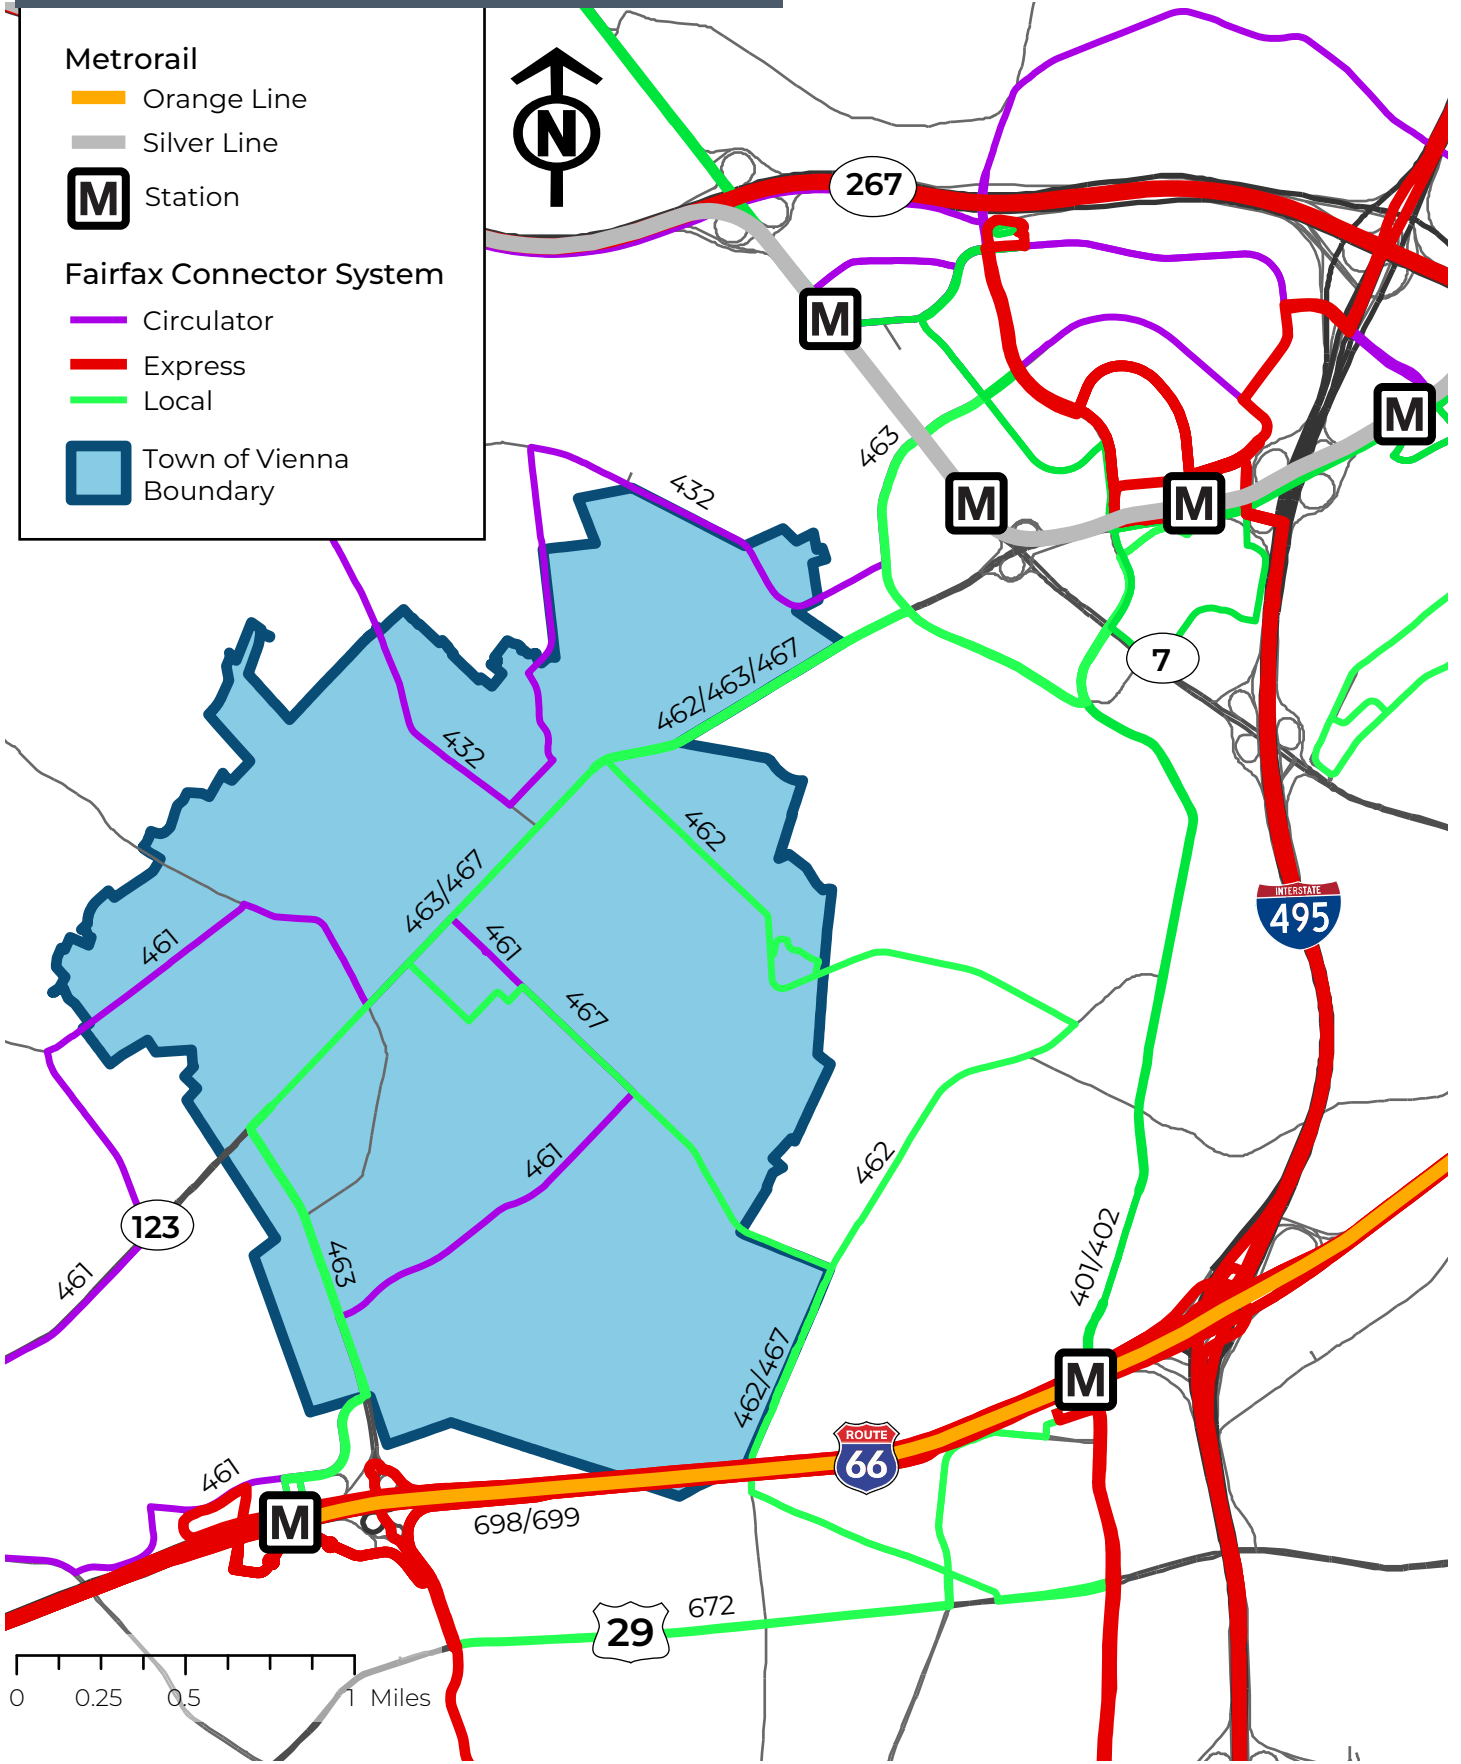 Metrorail
Orange Line
Silver Line
M Station
Fairfax Connector System
Circulator
Express
Local
Town of Vienna
Boundary
N
267
M
463
M
M
M
432
7
462/463/467
432
462
463/467
INTERSTATE
495
461
461
467
461
462
123
461
463
401/402
462/467
M
ROUTE
66
461
M
698/699
672
29
0 0.25 0.5 1 Miles